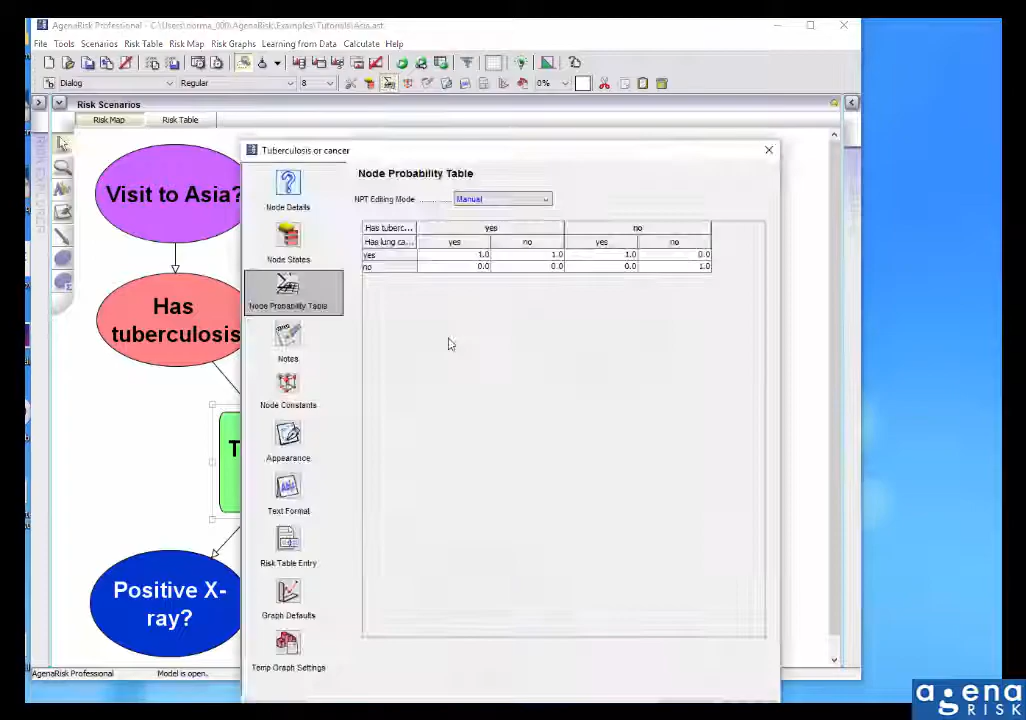 AgenaRisk Professional - C:\Users\norma_000\AgenaRisk\Examples\Tutorials\Asia.ast
File Tools Scenarios Risk Table Risk Map Risk Graphs Learning from Data Calculate Help
Dialog Regular 8 0%
Risk Scenarios
Risk Map Risk Table
Visit to Asia?
Has
tuberculosis
T
Positive X-
ray?
Tuberculosis or cancer
Node Details
Node States
Node Probability Table
Notes
Node Constants
Appearance
Text Format
Risk Table Entry
Graph Defaults
Temp Graph Settings
Node Probability Table
NPT Editing Mode Manual
Has tuberc... yes no
Has lung ca... yes no yes no
yes 1.0 1.0 1.0 0.0
no 0.0 0.0 0.0 1.0
AgenaRisk Professional Model is open.
agena
RISK